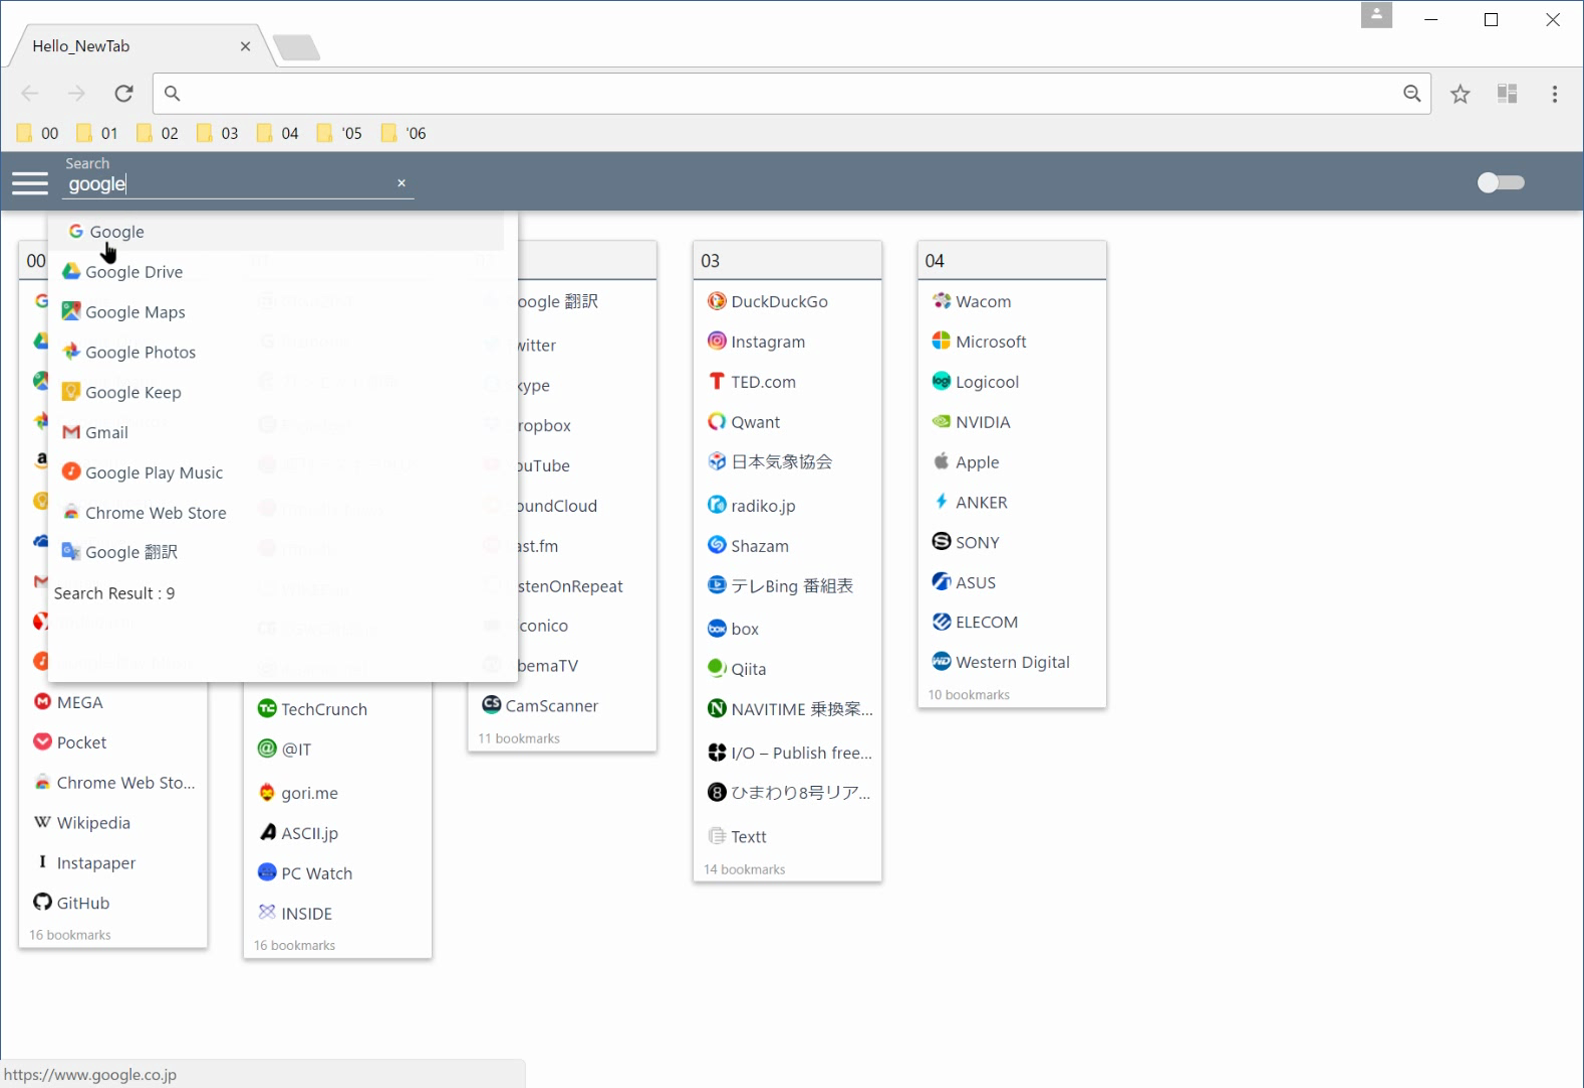 Hello_NewTab
00
01
02
03
04
'05
'06
Search
google
Google
Google Drive
Google Maps
Google Photos
Google Keep
Gmail
Google Play Music
Chrome Web Store
Google 翻訳
Search Result : 9
00
MEGA
Pocket
Chrome Web Sto...
Wikipedia
Instapaper
GitHub
16 bookmarks
TechCrunch
@IT
gori.me
ASCII.jp
PC Watch
INSIDE
16 bookmarks
oogle 翻訳
witter
kype
ropbox
ouTube
oundCloud
ast.fm
stenOnRepeat
conico
bemaTV
CamScanner
11 bookmarks
03
DuckDuckGo
Instagram
TED.com
Qwant
日本気象協会
radiko.jp
Shazam
テレBing 番組表
box
Qiita
NAVITIME 乗換案...
I/O – Publish free...
ひまわり8号リア...
Textt
14 bookmarks
04
Wacom
Microsoft
Logicool
NVIDIA
Apple
ANKER
SONY
ASUS
ELECOM
Western Digital
10 bookmarks
https://www.google.co.jp